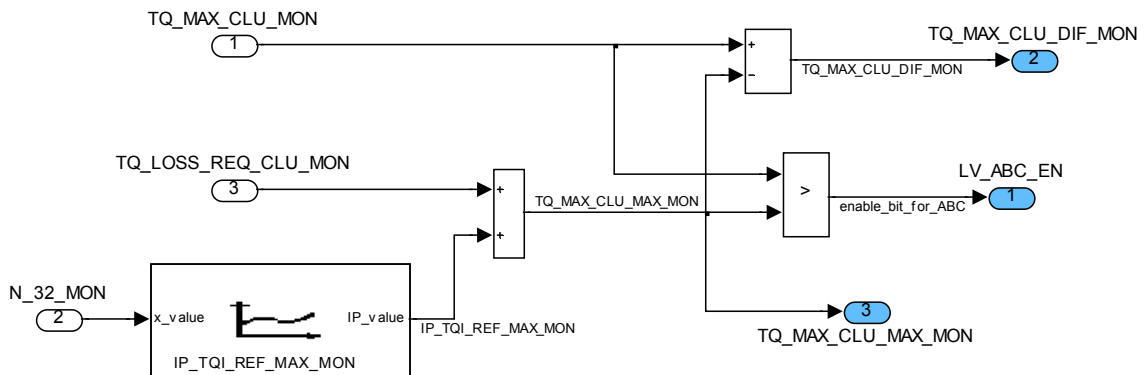 TQ_MAX_CLU_MON
1
+
−
TQ_MAX_CLU_DIF_MON
TQ_MAX_CLU_DIF_MON
2
TQ_LOSS_REQ_CLU_MON
3
+
+
TQ_MAX_CLU_MAX_MON
>
enable_bit_for_ABC
LV_ABC_EN
1
N_32_MON
2
x_value
IP_value
IP_TQI_REF_MAX_MON
IP_TQI_REF_MAX_MON
3
TQ_MAX_CLU_MAX_MON